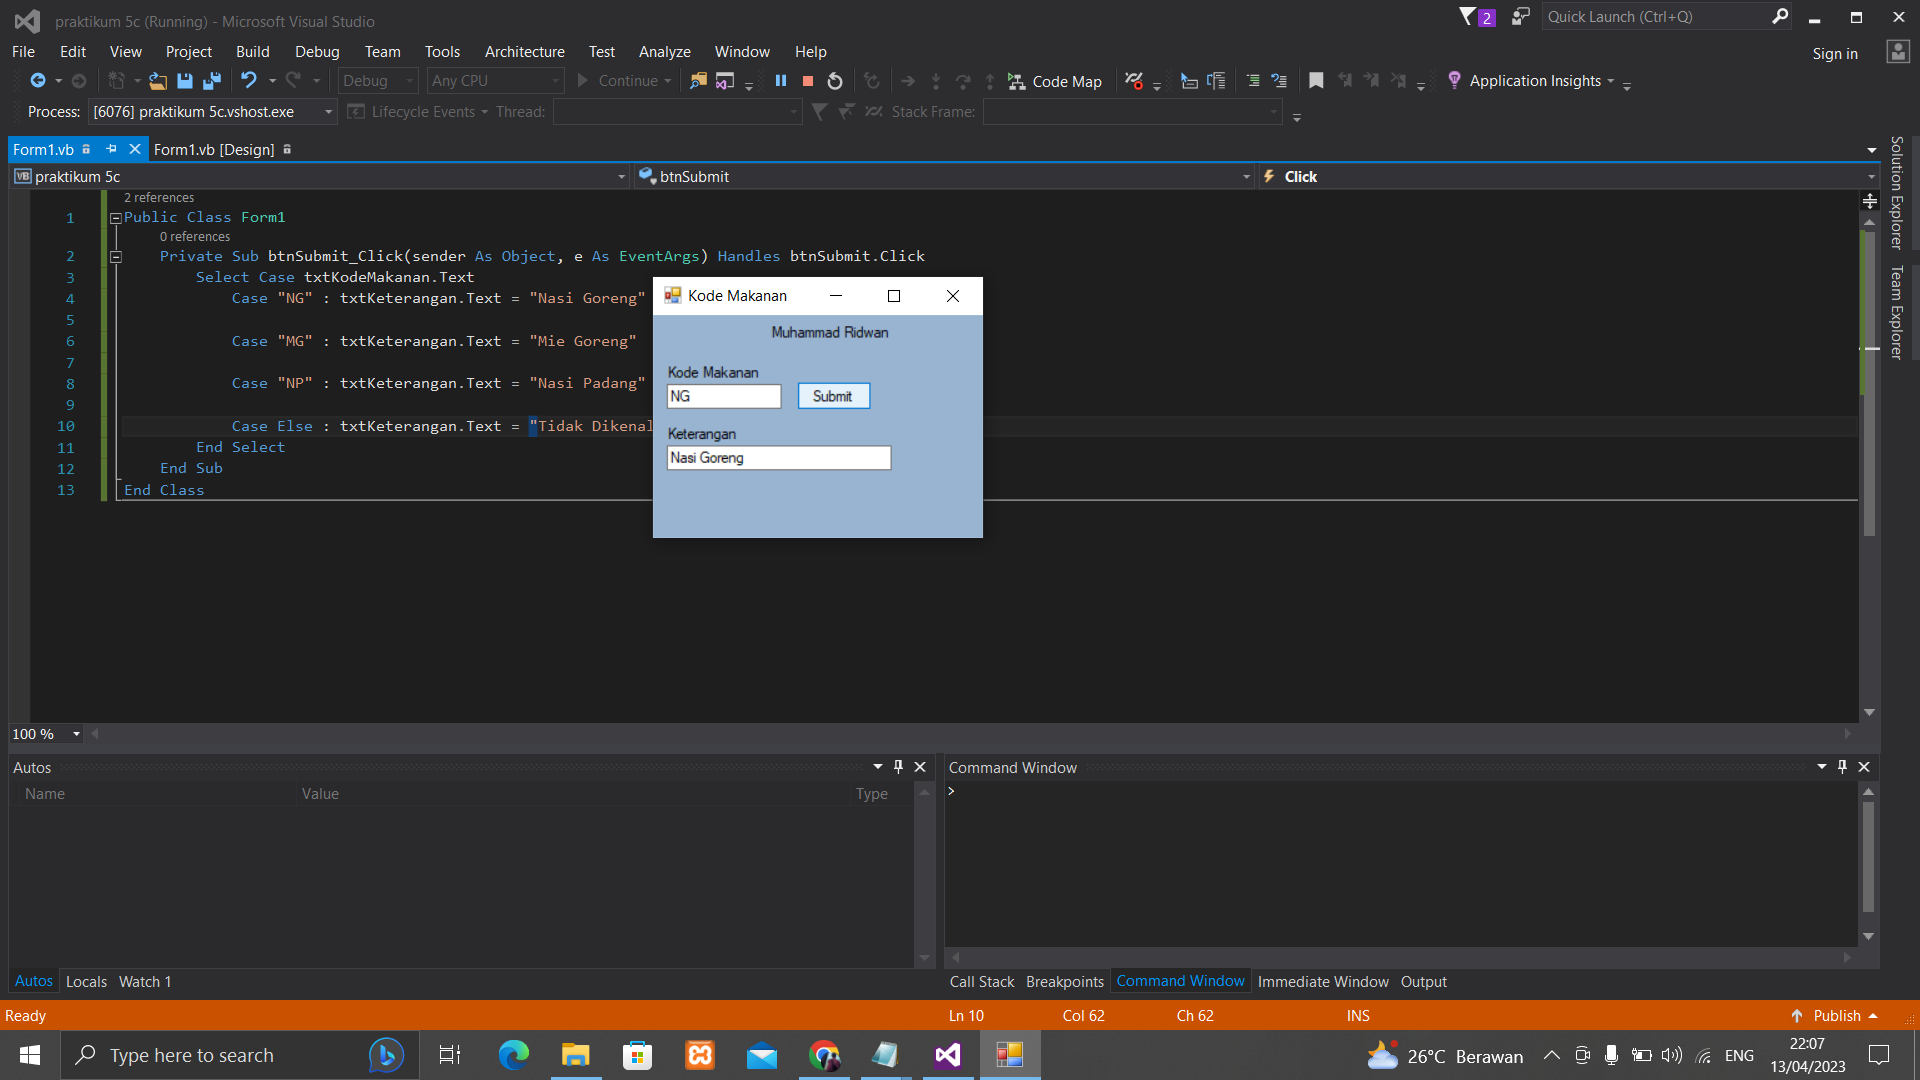 praktikum 5c (Running) - Microsoft Visual Studio
2
Quick Launch (Ctrl+Q)
File Edit View Project Build Debug Team Tools Architecture Test Analyze Window Help
Sign in
Debug Any CPU Continue Code Map Application Insights
Process: [6076] praktikum 5c.vshost.exe Lifecycle Events Thread: Stack Frame:
Form1.vb Form1.vb [Design]
VB praktikum 5c btnSubmit Click
Solution Explorer
Team Explorer
2 references
1 Public Class Form1
0 references
2 Private Sub btnSubmit_Click(sender As Object, e As EventArgs) Handles btnSubmit.Click
3 Select Case txtKodeMakanan.Text
4 Case "NG" : txtKeterangan.Text = "Nasi Goreng"
5
6 Case "MG" : txtKeterangan.Text = "Mie Goreng"
7
8 Case "NP" : txtKeterangan.Text = "Nasi Padang"
9
10 Case Else : txtKeterangan.Text = "Tidak Dikenal
11 End Select
12 End Sub
13 End Class
Kode Makanan
Muhammad Ridwan
Kode Makanan
NG Submit
Keterangan
Nasi Goreng
100 %
Autos
Name Value Type
Command Window
>
Autos Locals Watch 1
Call Stack Breakpoints Command Window Immediate Window Output
Ready Ln 10 Col 62 Ch 62 INS Publish
Type here to search
26°C Berawan ENG
22:07
13/04/2023